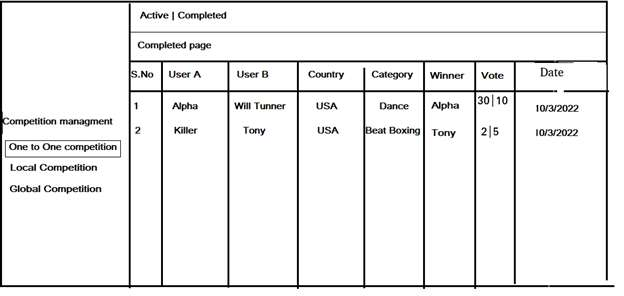 Active | Completed
Completed page
S.No User A User B Country Category Winner Vote Date
1 Alpha Will Tunner USA Dance Alpha 30|10 10/3/2022
2 Killer Tony USA Beat Boxing Tony 2|5 10/3/2022
Competition managment
One to One competition
Local Competition
Global Competition